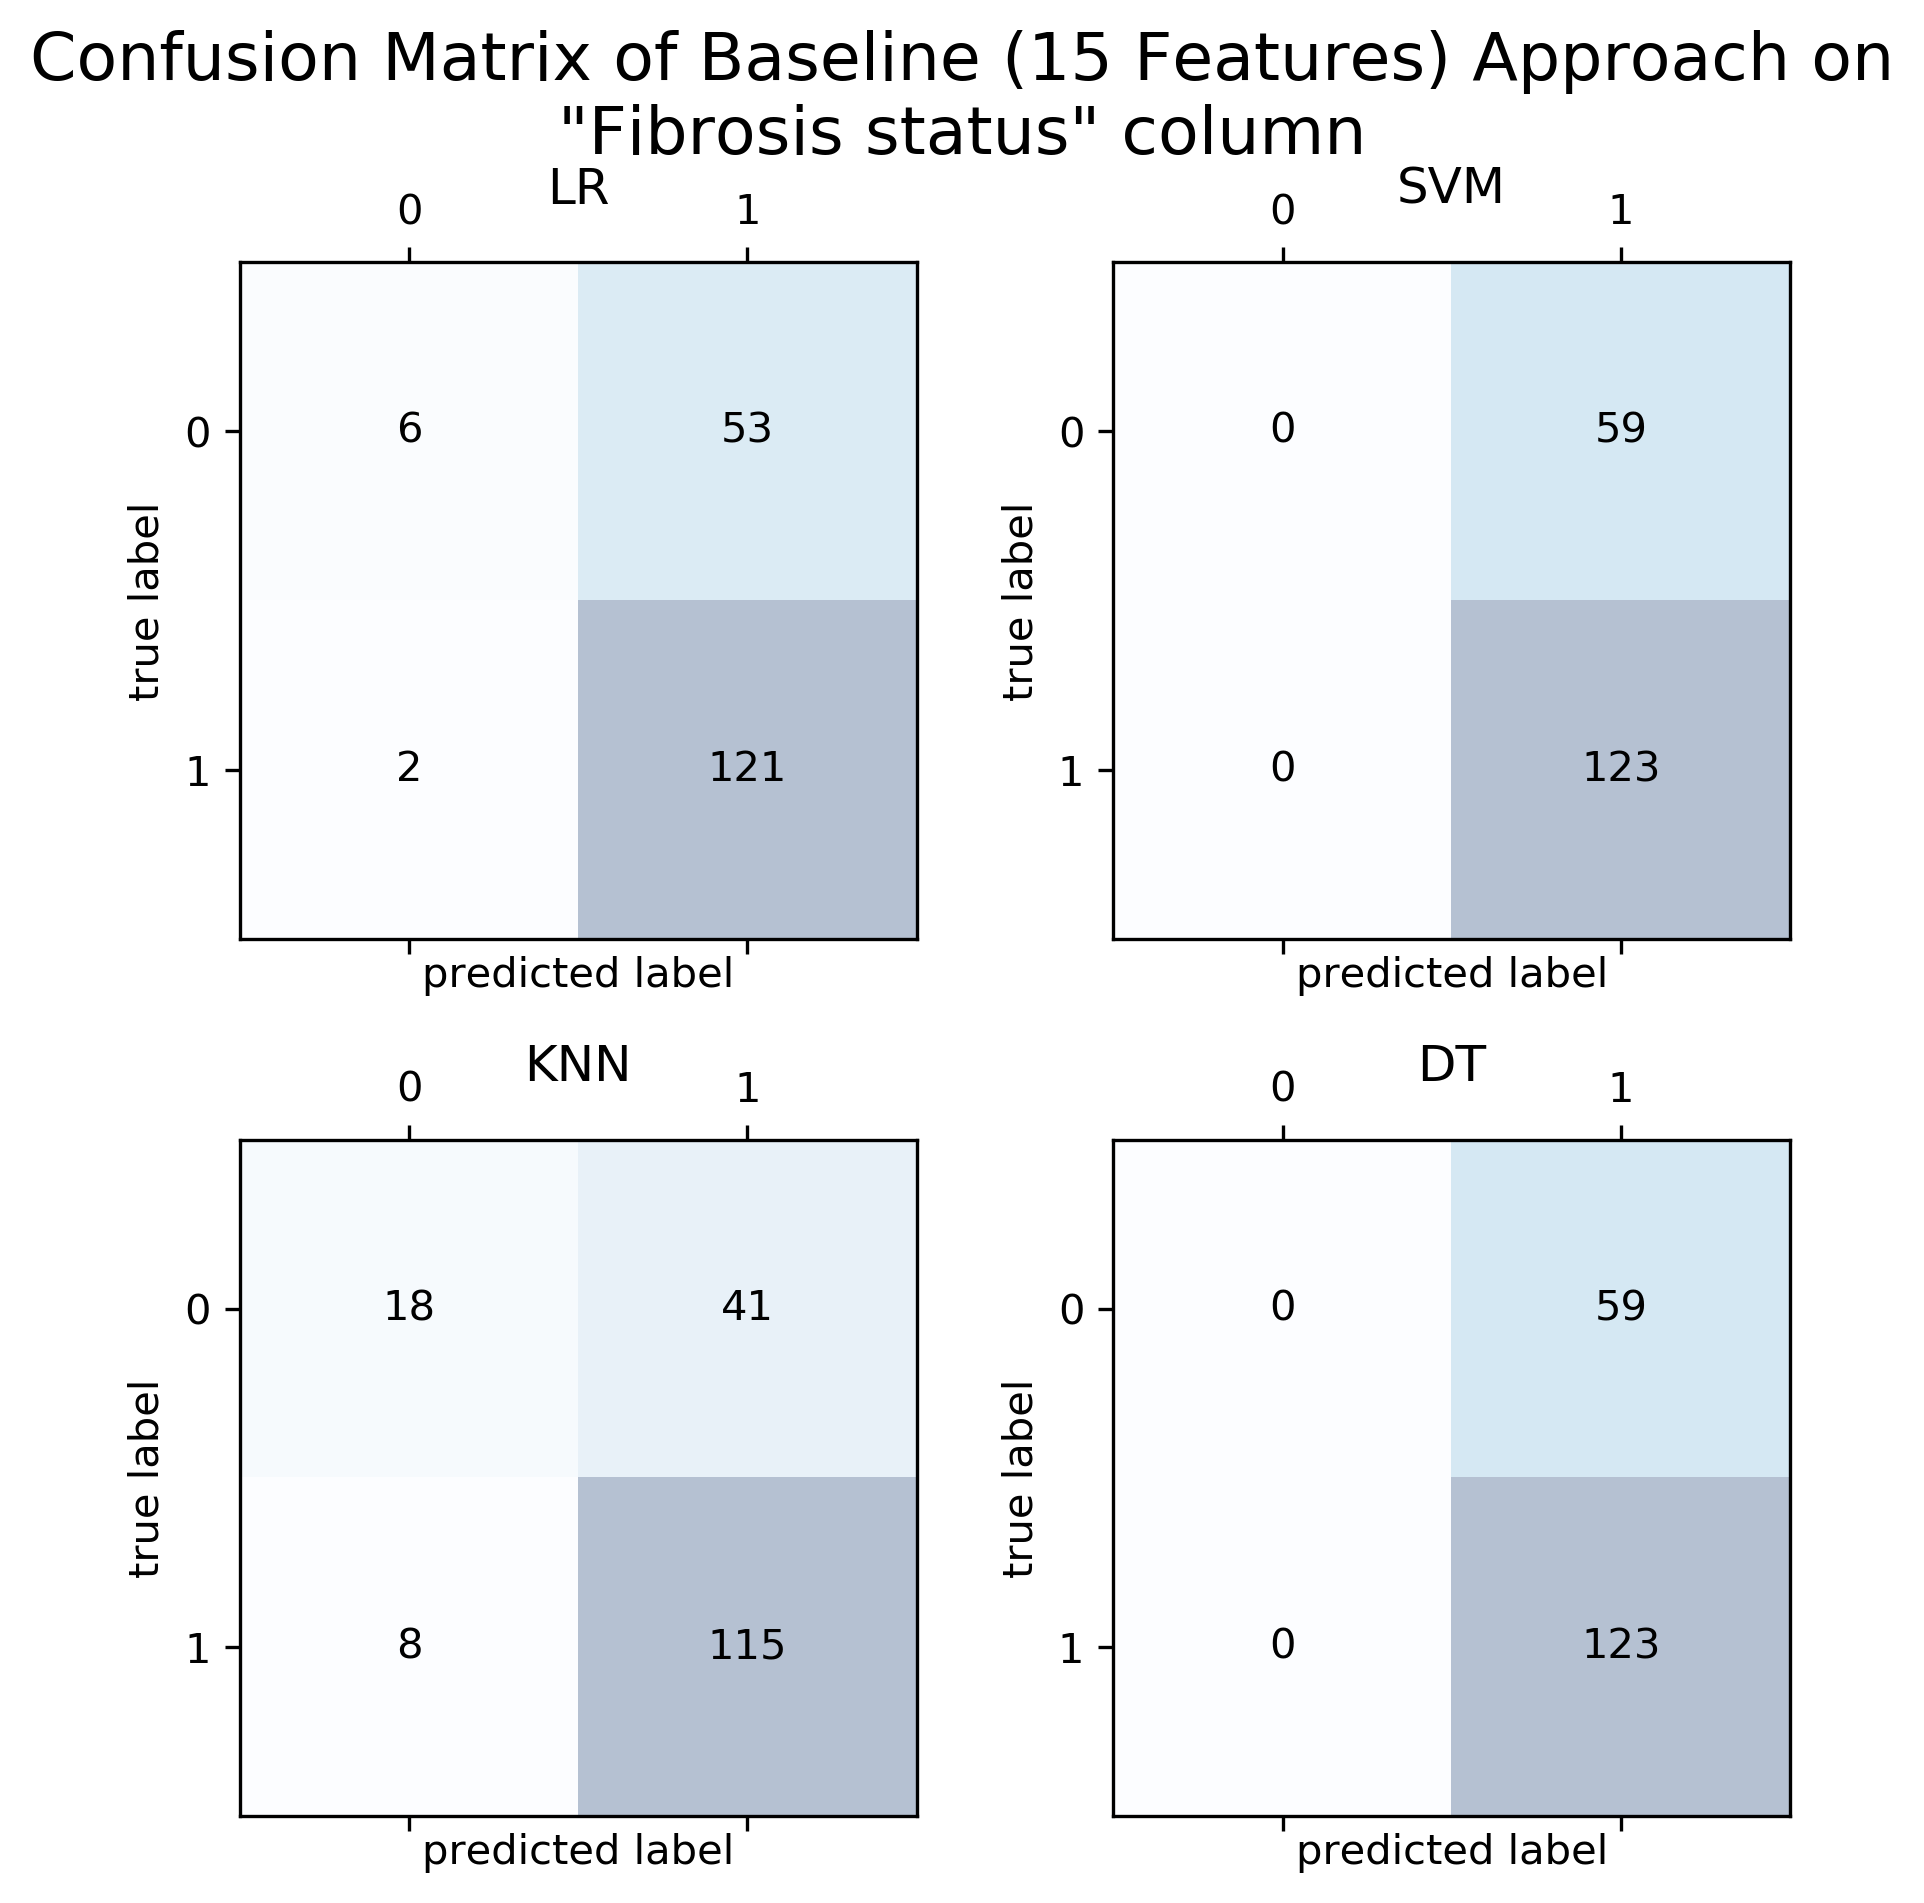 Confusion Matrix of Baseline (15 Features) Approach on
"Fibrosis status" column
LR
0 1
true label
0 6 53
1 2 121
predicted label
SVM
0 1
true label
0 0 59
1 0 123
predicted label
KNN
0 1
true label
0 18 41
1 8 115
predicted label
DT
0 1
true label
0 0 59
1 0 123
predicted label